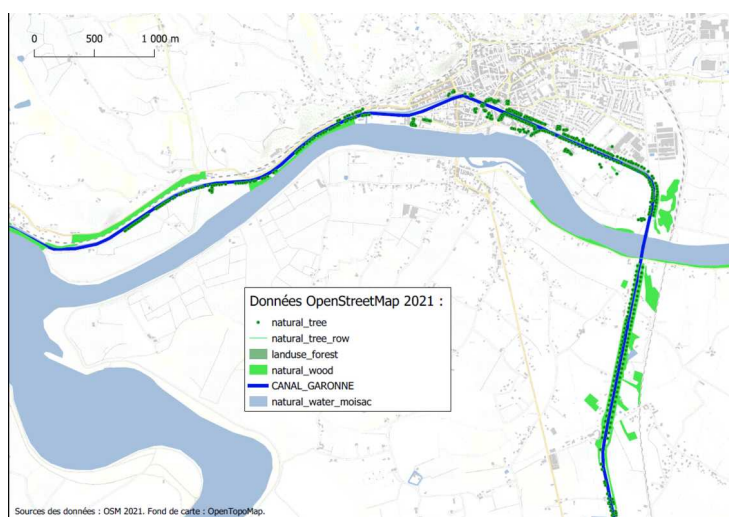 0 500 1 000 m
Données OpenStreetMap 2021 :
natural_tree
natural_tree_row
landuse_forest
natural_wood
CANAL_GARONNE
natural_water_moisac
Sources des données : OSM 2021. Fond de carte : OpenTopoMap.